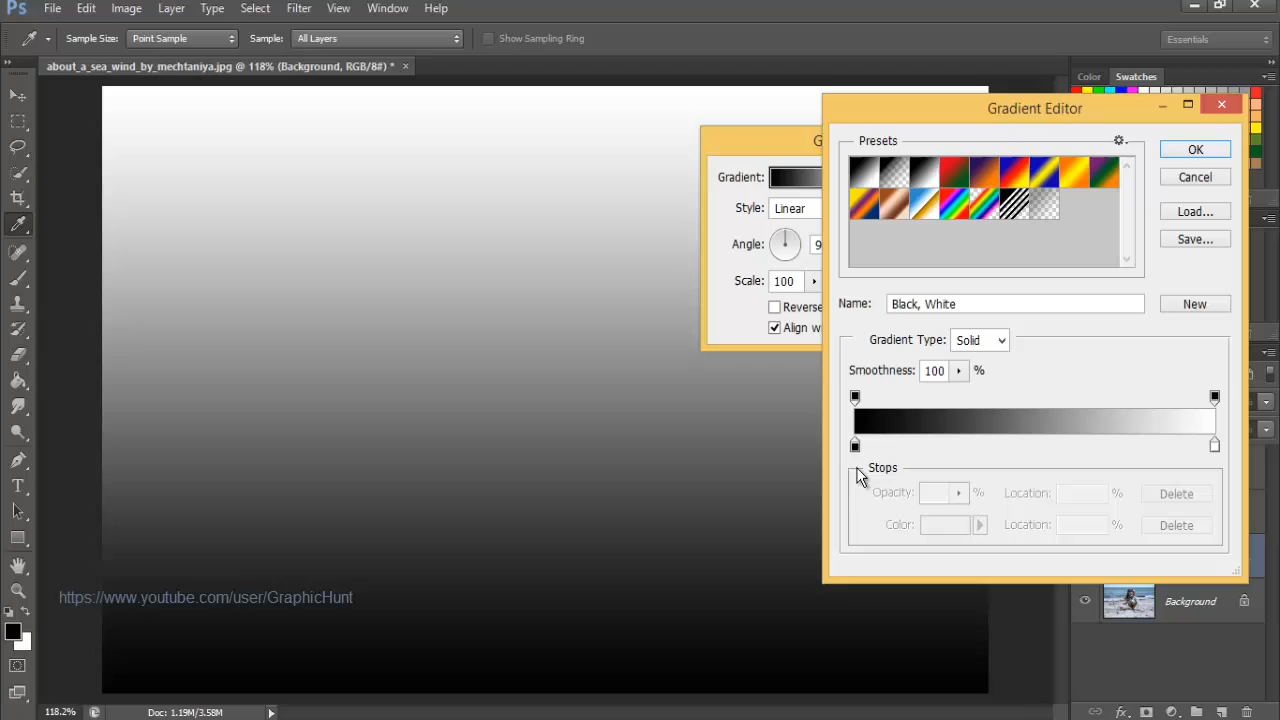 Ps File Edit Image Layer Type Select Filter View Window Help
Sample Size: Point Sample Sample: All Layers Show Sampling Ring Essentials
about_a_sea_wind_by_mechtaniya.jpg @ 118% (Background, RGB/8#) * ×
Color Swatches
Gradient Editor
Presets
OK
Gradient:
Cancel
Style: Linear
Load...
Save...
Angle: 9
Scale: 100
Reverse
Align w
Name: Black, White New
Gradient Type: Solid
Smoothness: 100 %
Stops
Opacity: % Location: % Delete
Color: Location: % Delete
https://www.youtube.com/user/GraphicHunt
Background
118.2% Doc: 1.19M/3.58M